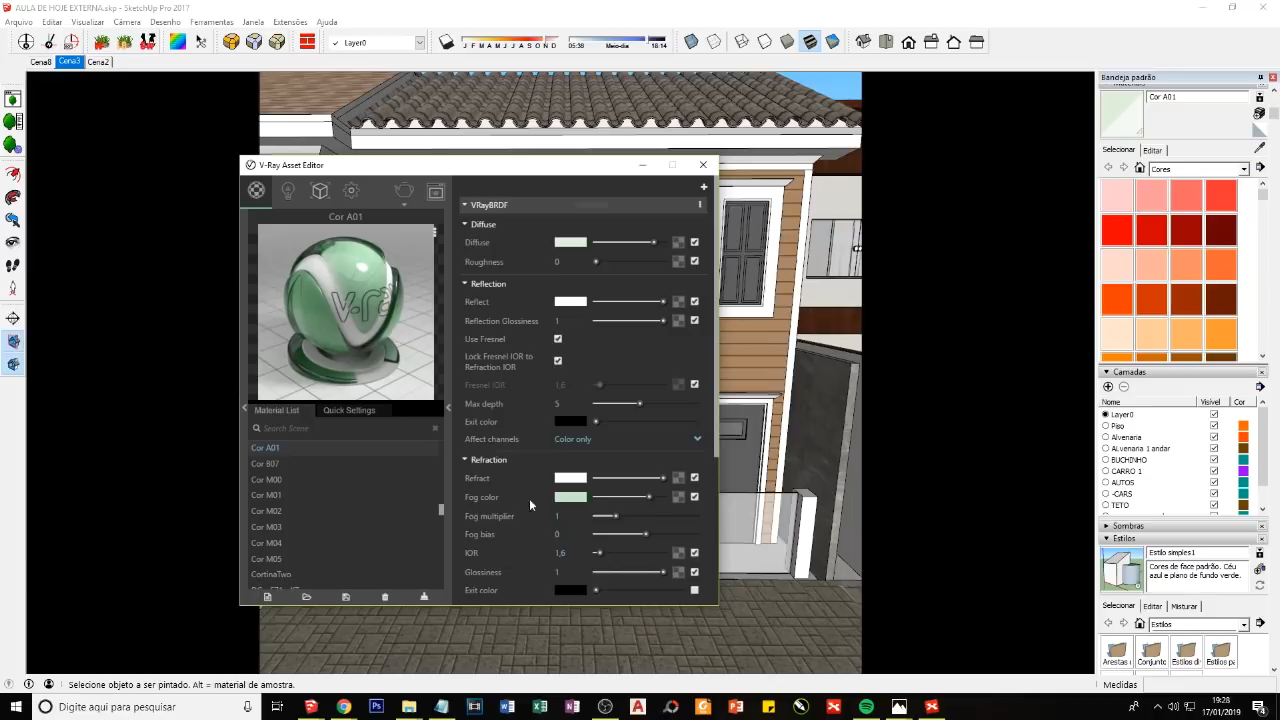 AULA DE HOJE EXTERNA.skp - SketchUp Pro 2017
Arquivo Editar Visualizar Câmera Desenho Ferramentas Janela Extensões Ajuda
Layer0
J F M A M J J A S O N D
05:38 Meio-dia 18:14
Cena8 Cena3 Cena2
V-Ray Asset Editor
Cor A01
Material List Quick Settings
Search Scene
Cor A01
Cor B07
Cor M00
Cor M01
Cor M02
Cor M03
Cor M04
Cor M05
CortinaTwo
VRayBRDF
Diffuse
Diffuse
Roughness 0
Reflection
Reflect
Reflection Glossiness 1
Use Fresnel
Lock Fresnel IOR to
Refraction IOR
Fresnel IOR 1,6
Max depth 5
Exit color
Affect channels Color only
Refraction
Refract
Fog color
Fog multiplier 1
Fog bias 0
IOR 1,6
Glossiness 1
Exit color
Bandeja padrão
Cor A01
Selecionar Editar
Cores
Camadas
Nome Visível Cor
Layer0
Piso
Alvenaria
Alvenaria 1 andar
BUCHINHO
CARRO 1
AUTOS
-CARS
TETO
Sombras
Estilos
Estilo simples1
Cores de face padrão. Céu
azul e plano de fundo verde.
Selecionar Editar Misturar
Estilos
Arestas
Conjunto
Estilos di
Estilos pa
Medidas
Selecione objeto a ser pintado. Alt = material de amostra.
Digite aqui para pesquisar
19:28
17/01/2019